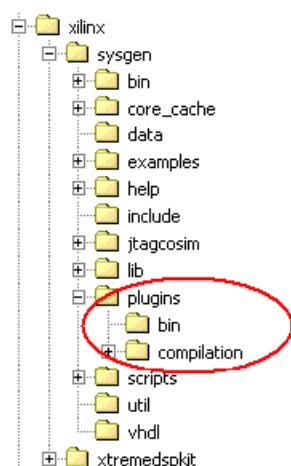 xilinx
sysgen
bin
core_cache
data
examples
help
include
jtagcosim
lib
plugins
bin
compilation
scripts
util
vhdl
xtremedspkit